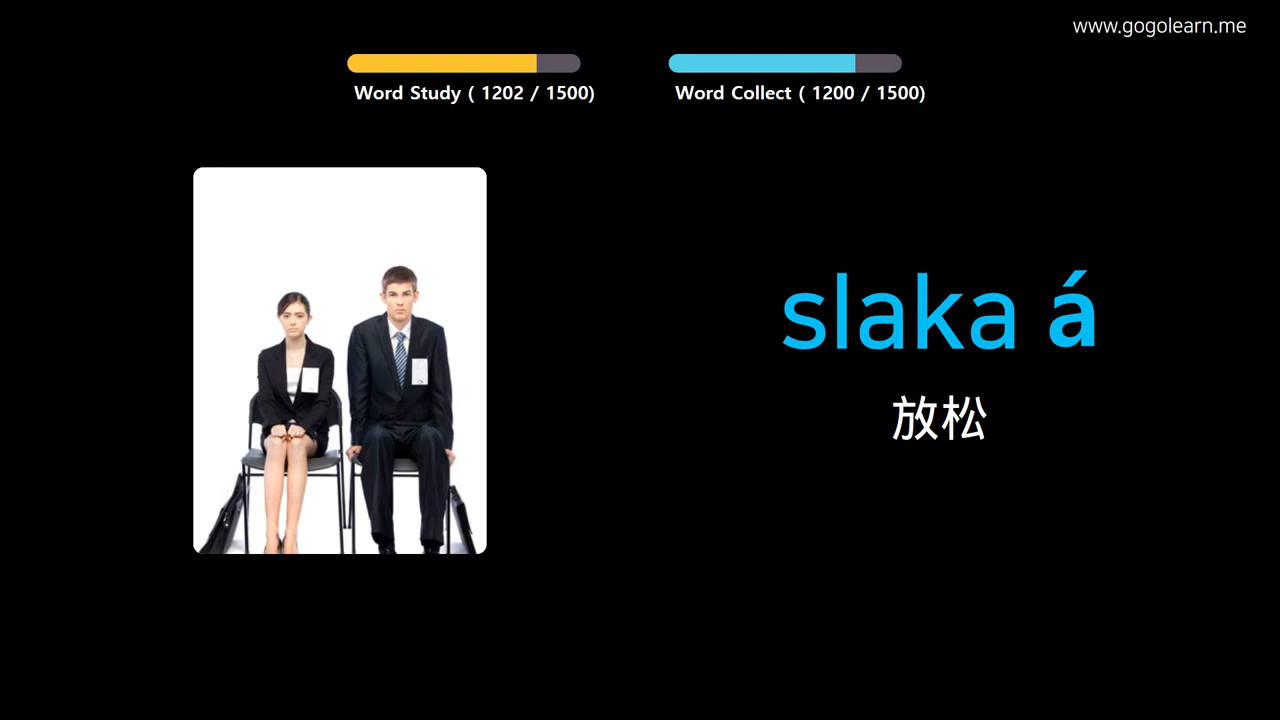 www.gogolearn.me
Word Study ( 1202 / 1500)
Word Collect ( 1200 / 1500)
slaka á
放松